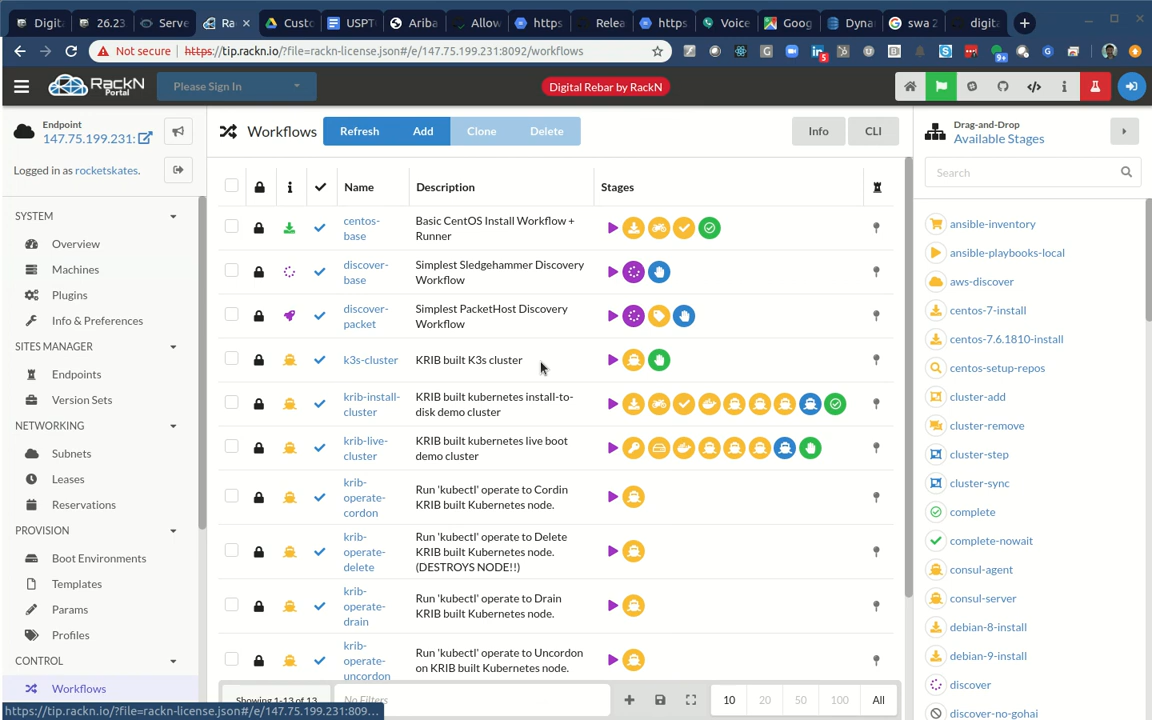 Digit
26.23
Serve
Ra
Custo
USPT
Ariba
Allow
https
Relea
https
Voice
Goog
Dyna
swa 2
digita
Not secure
https://tip.rackn.io/?file=rackn-license.json#/e/147.75.199.231:8092/workflows
5
9+
RackN
Portal
Please Sign In
Digital Rebar by RackN
Endpoint
147.75.199.231:
Logged in as rocketskates.
Workflows
Refresh
Add
Clone
Delete
Info
CLI
Drag-and-Drop
Available Stages
Search
SYSTEM
Overview
Machines
Plugins
Info & Preferences
SITES MANAGER
Endpoints
Version Sets
NETWORKING
Subnets
Leases
Reservations
PROVISION
Boot Environments
Templates
Params
Profiles
CONTROL
Workflows
Name
Description
Stages
centos-
base
Basic CentOS Install Workflow +
Runner
discover-
base
Simplest Sledgehammer Discovery
Workflow
discover-
packet
Simplest PacketHost Discovery
Workflow
k3s-cluster
KRIB built K3s cluster
krib-install-
cluster
KRIB built kubernetes install-to-
disk demo cluster
krib-live-
cluster
KRIB built kubernetes live boot
demo cluster
krib-
operate-
cordon
Run 'kubectl' operate to Cordin
KRIB built Kubernetes node.
krib-
operate-
delete
Run 'kubectl' operate to Delete
KRIB built Kubernetes node.
(DESTROYS NODE!!)
krib-
operate-
drain
Run 'kubectl' operate to Drain
KRIB built Kubernetes node.
krib-
operate-
uncordon
Run 'kubectl' operate to Uncordon
on KRIB built Kubernetes node.
Showing 1-13 of 13
No Filters
10
20
50
100
All
ansible-inventory
ansible-playbooks-local
aws-discover
centos-7-install
centos-7.6.1810-install
centos-setup-repos
cluster-add
cluster-remove
cluster-step
cluster-sync
complete
complete-nowait
consul-agent
consul-server
debian-8-install
debian-9-install
discover
discover-no-gohai
https://tip.rackn.io/?file=rackn-license.json#/e/147.75.199.231:809...